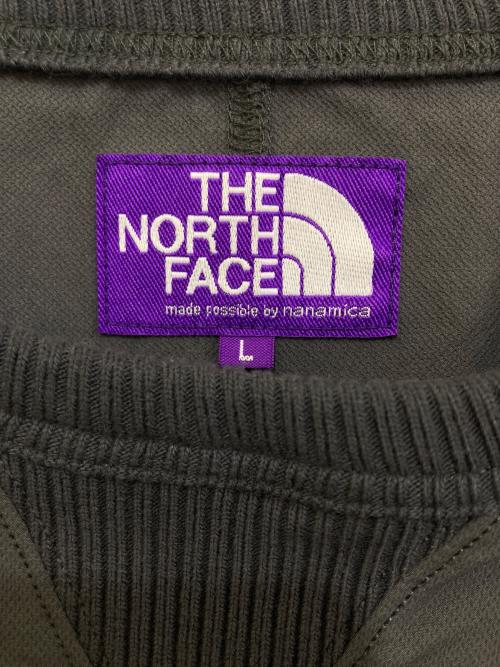 THE
NORTH
FACE
made possible by nanamica
L